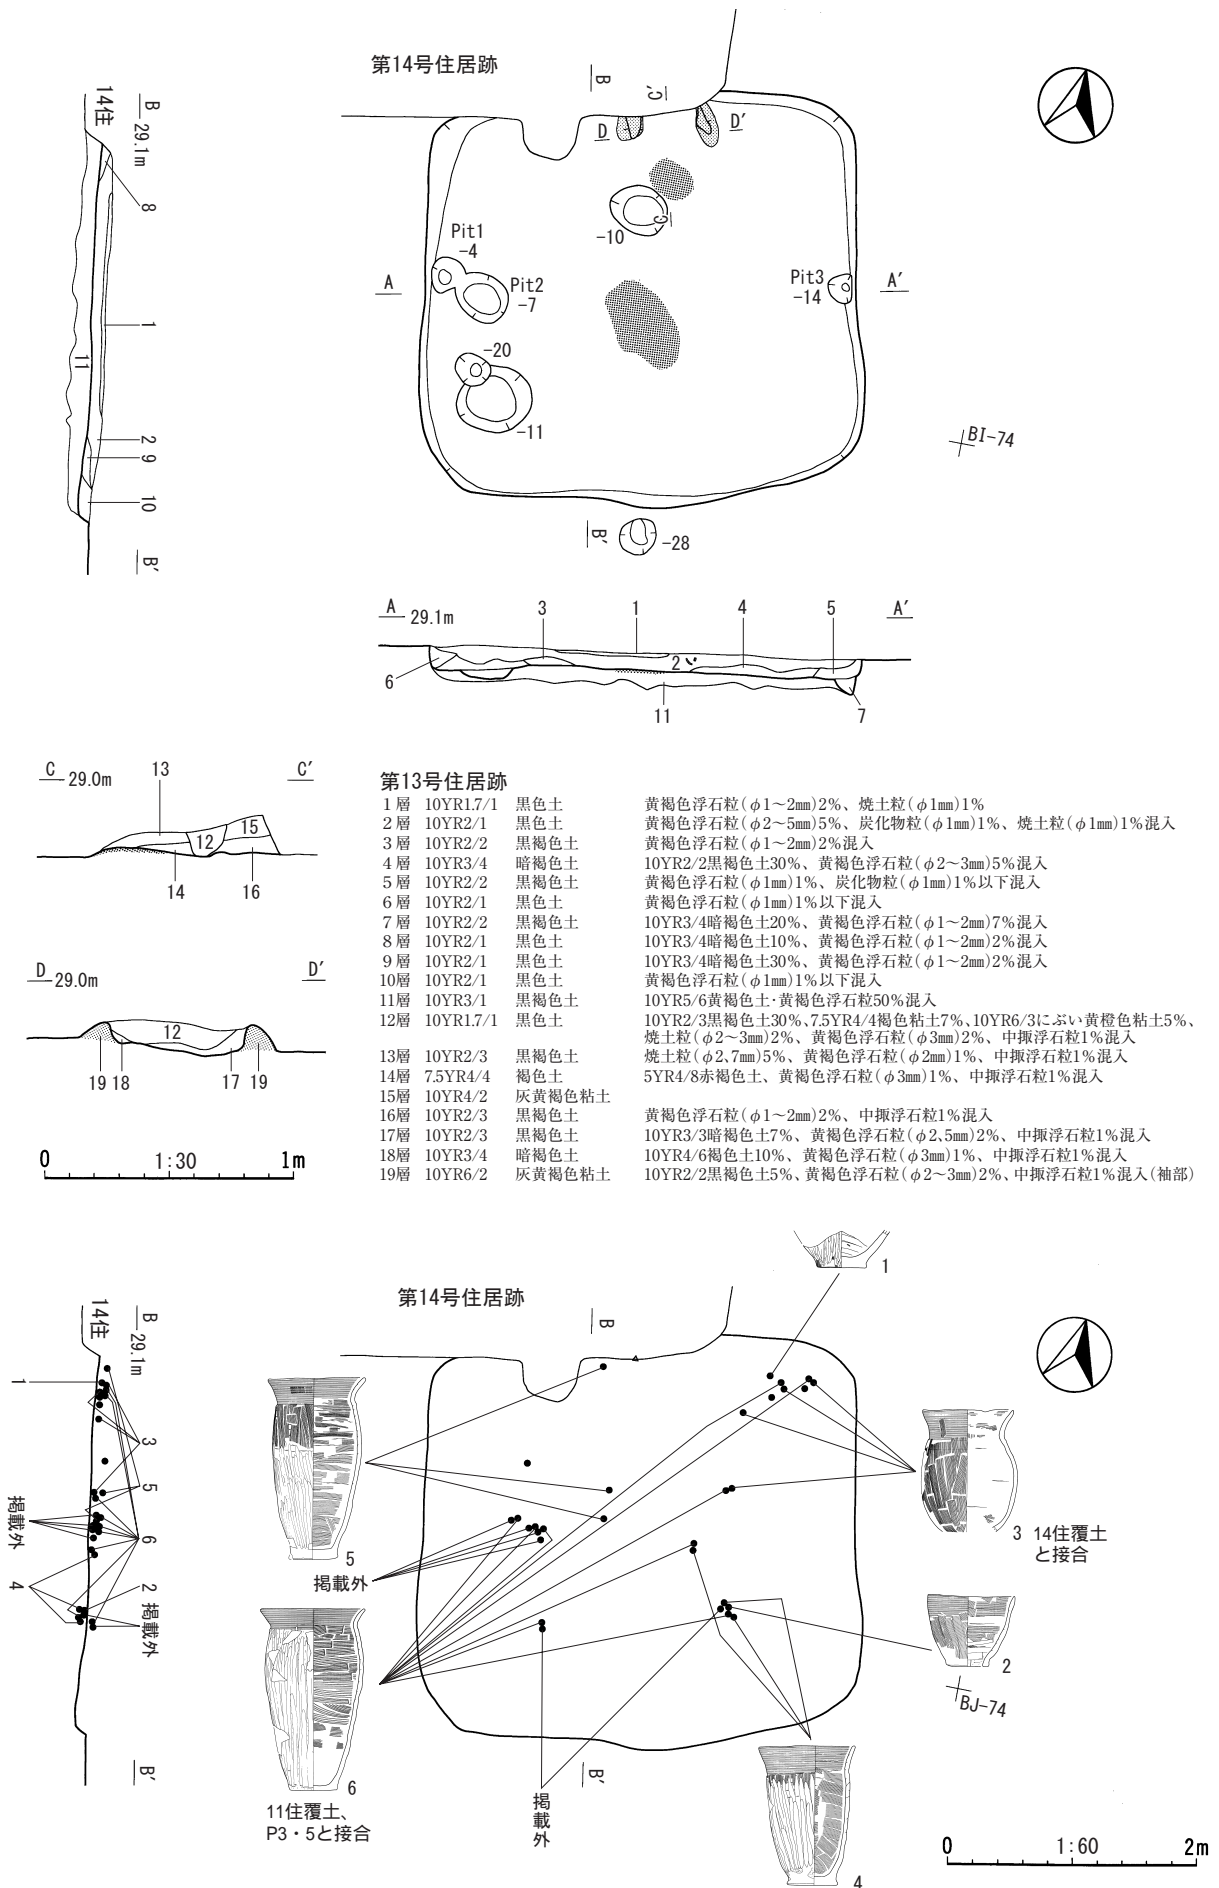 第14号住居跡
B
C'
D
D'
C
-10
Pit1
-4
Pit2
-7
Pit3
-14
A
A'
-20
-11
BI-74
B'
-28
B
29.1m
14住
8
1
11
2
9
10
B'
A
29.1m
3
1
4
5
A'
2
6
11
7
C
29.0m
13
C'
15
12
14
16
D
29.0m
D'
12
19
18
17
19
0
1:30
1m
第13号住居跡
1層 10YR1.7/1 黒色土 黄褐色浮石粒(φ1～2㎜)2%、焼土粒(φ1㎜)1%
2層 10YR2/1 黒色土 黄褐色浮石粒(φ2～5㎜)5%、炭化物粒(φ1㎜)1%、焼土粒(φ1㎜)1%混入
3層 10YR2/2 黒褐色土 黄褐色浮石粒(φ1～2㎜)2%混入
4層 10YR3/4 暗褐色土 10YR2/2黒褐色土30%、黄褐色浮石粒(φ2～3㎜)5%混入
5層 10YR2/2 黒褐色土 黄褐色浮石粒(φ1㎜)1%、炭化物粒(φ1㎜)1%以下混入
6層 10YR2/1 黒色土 黄褐色浮石粒(φ1㎜)1%以下混入
7層 10YR2/2 黒褐色土 10YR3/4暗褐色土20%、黄褐色浮石粒(φ1～2㎜)7%混入
8層 10YR2/1 黒色土 10YR3/4暗褐色土10%、黄褐色浮石粒(φ1～2㎜)2%混入
9層 10YR2/1 黒色土 10YR3/4暗褐色土30%、黄褐色浮石粒(φ1～2㎜)2%混入
10層 10YR2/1 黒色土 黄褐色浮石粒(φ1㎜)1%以下混入
11層 10YR3/1 黒褐色土 10YR5/6黄褐色土･黄褐色浮石粒50%混入
12層 10YR1.7/1 黒色土 10YR2/3黒褐色土30%、7.5YR4/4褐色粘土7%、10YR6/3にぶい黄橙色粘土5%、
焼土粒(φ2～3㎜)2%、黄褐色浮石粒(φ3㎜)2%、中掫浮石粒1%混入
13層 10YR2/3 黒褐色土 焼土粒(φ2､7㎜)5%、黄褐色浮石粒(φ2㎜)1%、中掫浮石粒1%混入
14層 7.5YR4/4 褐色土 5YR4/8赤褐色土、黄褐色浮石粒(φ3㎜)1%、中掫浮石粒1%混入
15層 10YR4/2 灰黄褐色粘土
16層 10YR2/3 黒褐色土 黄褐色浮石粒(φ1～2㎜)2%、中掫浮石粒1%混入
17層 10YR2/3 黒褐色土 10YR3/3暗褐色土7%、黄褐色浮石粒(φ2､5㎜)2%、中掫浮石粒1%混入
18層 10YR3/4 暗褐色土 10YR4/6褐色土10%、黄褐色浮石粒(φ3㎜)1%、中掫浮石粒1%混入
19層 10YR6/2 灰黄褐色粘土 10YR2/2黒褐色土5%、黄褐色浮石粒(φ2～3㎜)2%、中掫浮石粒1%混入(袖部)
第14号住居跡
B
1
B
29.1m
14住
1
3
5
掲載外
6
4
2
掲載外
B'
5
掲載外
3 14住覆土
と接合
2
BJ-74
6
11住覆土、
P3・5と接合
掲載外
B'
4
0
1:60
2m